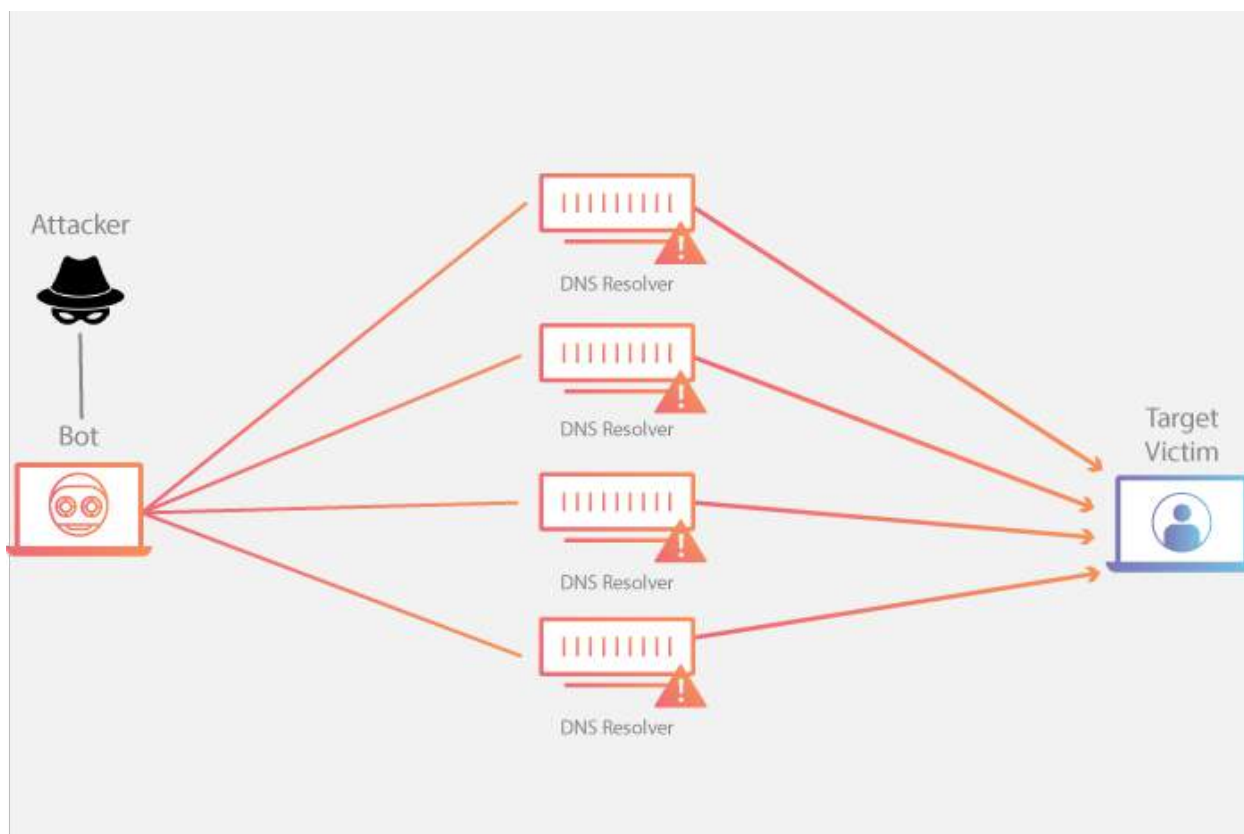 Attacker
Bot
DNS Resolver
DNS Resolver
DNS Resolver
DNS Resolver
Target
Victim